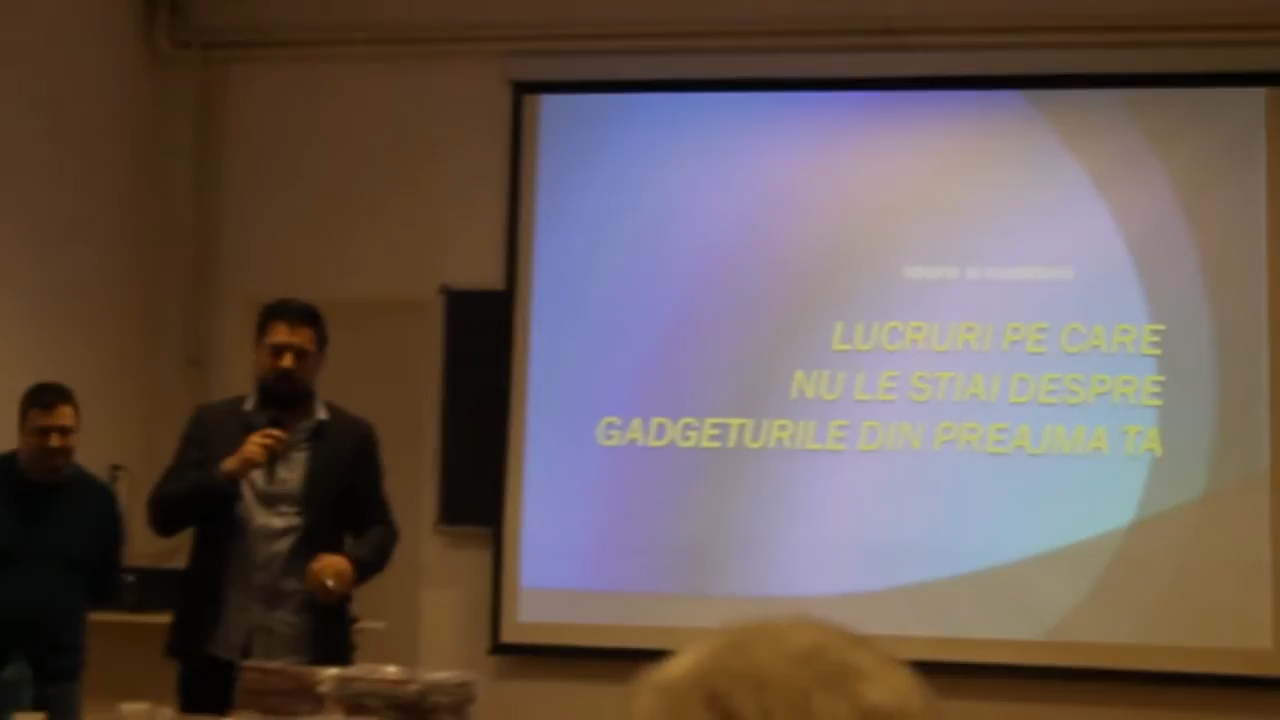 LUCRURI PE CARE
NU LE STIAI DESPRE
GADGETURILE DIN PREAJMA TA